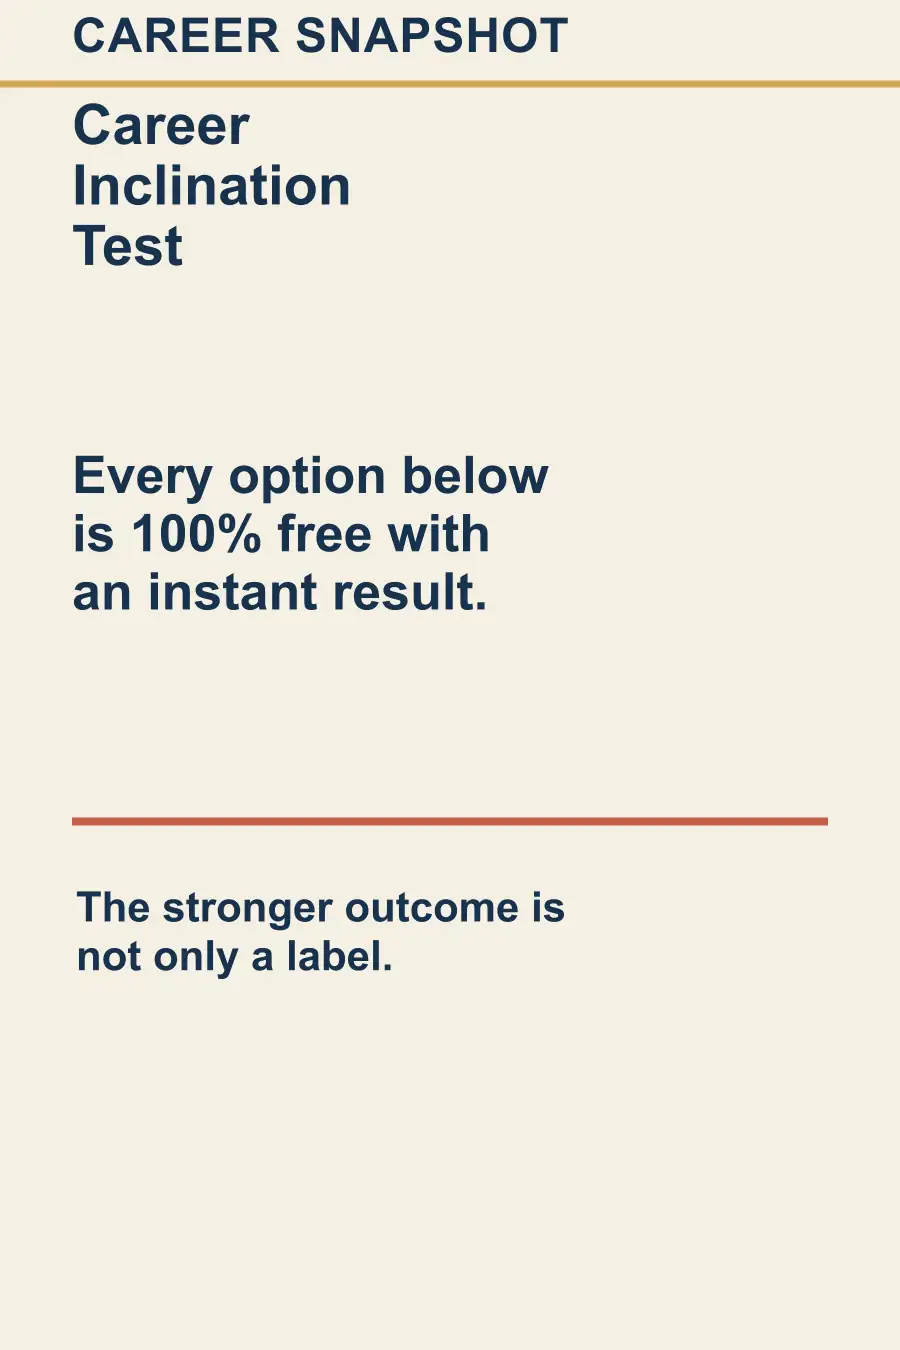 CAREER SNAPSHOT
Career
Inclination
Test
Every option below
is 100% free with
an instant result.
The stronger outcome is
not only a label.